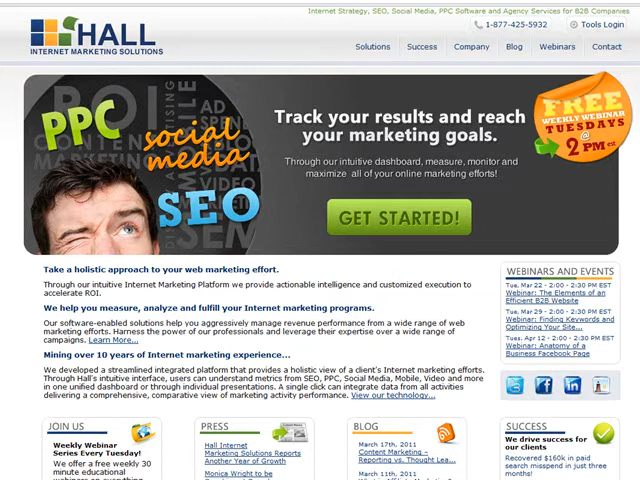 Internet Strategy, SEO, Social Media, PPC Software and Agency Services for B2B Companies
HALL
INTERNET MARKETING SOLUTIONS
1-877-425-5932
Tools Login
Solutions
Success
Company
Blog
Webinars
Contact
PPC
social
media
SEO
Track your results and reach
your marketing goals.
Through our intuitive dashboard, measure, monitor and
maximize all of your online marketing efforts!
GET STARTED!
FREE
WEEKLY WEBINAR
TUESDAYS
@ 2 PM est
Take a holistic approach to your web marketing effort.
Through our intuitive Internet Marketing Platform we provide actionable intelligence and customized execution to
accelerate ROI.
We help you measure, analyze and fulfill your Internet marketing programs.
Our software-enabled solutions help you aggressively manage revenue performance from a wide range of web
marketing efforts. Harness the power of our professionals and leverage their expertise over a wide range of
campaigns. Learn More...
Mining over 10 years of Internet marketing experience...
We developed a streamlined integrated platform that provides a holistic view of a client's Internet marketing efforts.
Through Hall's intuitive interface, users can understand metrics from SEO, PPC, Social Media, Mobile, Video and more
in one unified dashboard or through individual presentations. A single click can integrate data from all activities
delivering a comprehensive, comparative view of marketing activity performance. View our technology...
WEBINARS AND EVENTS
Tue, Mar 22 - 2:00 - 2:30 PM EST
Webinar: The Elements of an
Efficient B2B Website
Tue, Mar 29 - 2:00 - 2:30 PM EST
Webinar: Finding Keywords and
Optimizing Your Site...
Tue, Apr 12 - 2:00 - 2:30 PM EST
Webinar: Anatomy of a
Business Facebook Page
JOIN US
Weekly Webinar
Series Every Tuesday!
We offer a free weekly 30
minute educational
webinars on everything
PRESS
Hall Internet
Marketing Solutions Reports
Another Year of Growth
Monica Wright to be
BLOG
March 17th, 2011
Content Marketing –
Reporting vs. Thought Lea...
March 11th, 2011
SUCCESS
We drive success for
our clients
Recovered $160k in paid
search misspend in just
three months!